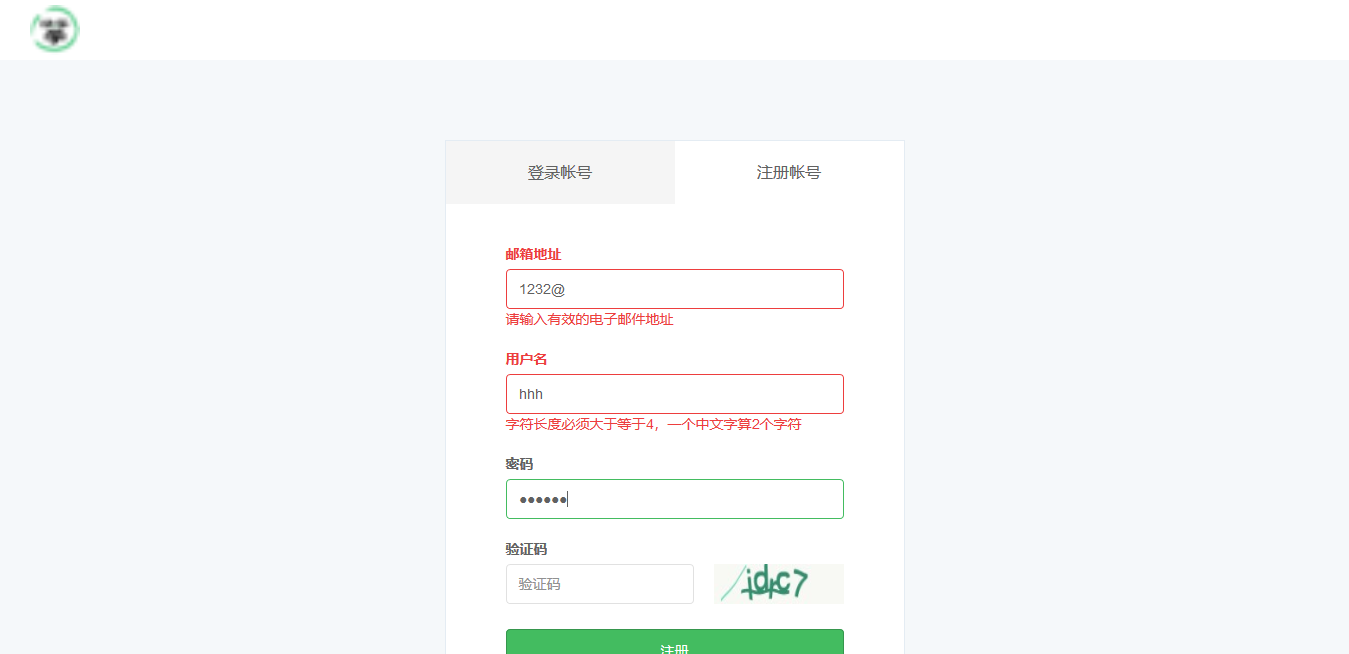 登录帐号
注册帐号
邮箱地址
1232@
请输入有效的电子邮件地址
用户名
hhh
字符长度必须大于等于4，一个中文字算2个字符
密码
••••••
验证码
验证码
注册